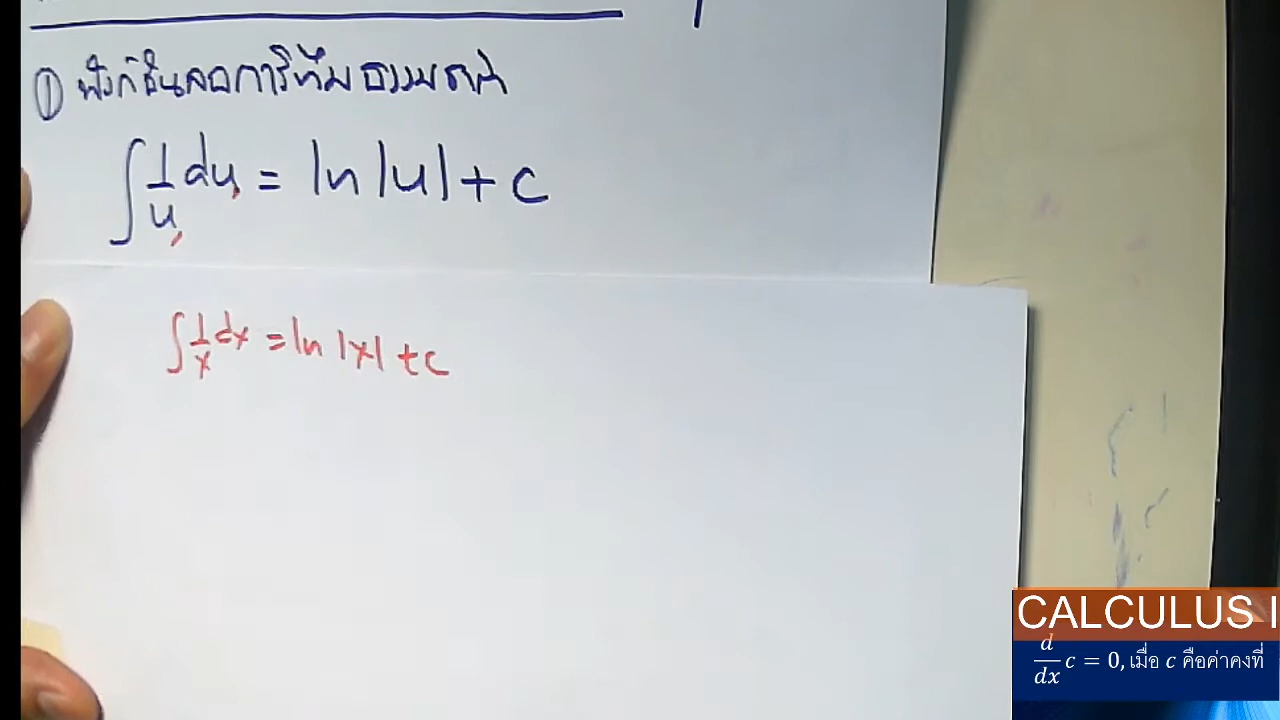 ① ฟังก์ชันลอการิทึมธรรมชาติ
∫ 1/u du = ln |u| + c
∫ 1/x dx = ln |x| + c
CALCULUS I
d/dx c = 0, เมื่อ c คือค่าคงที่